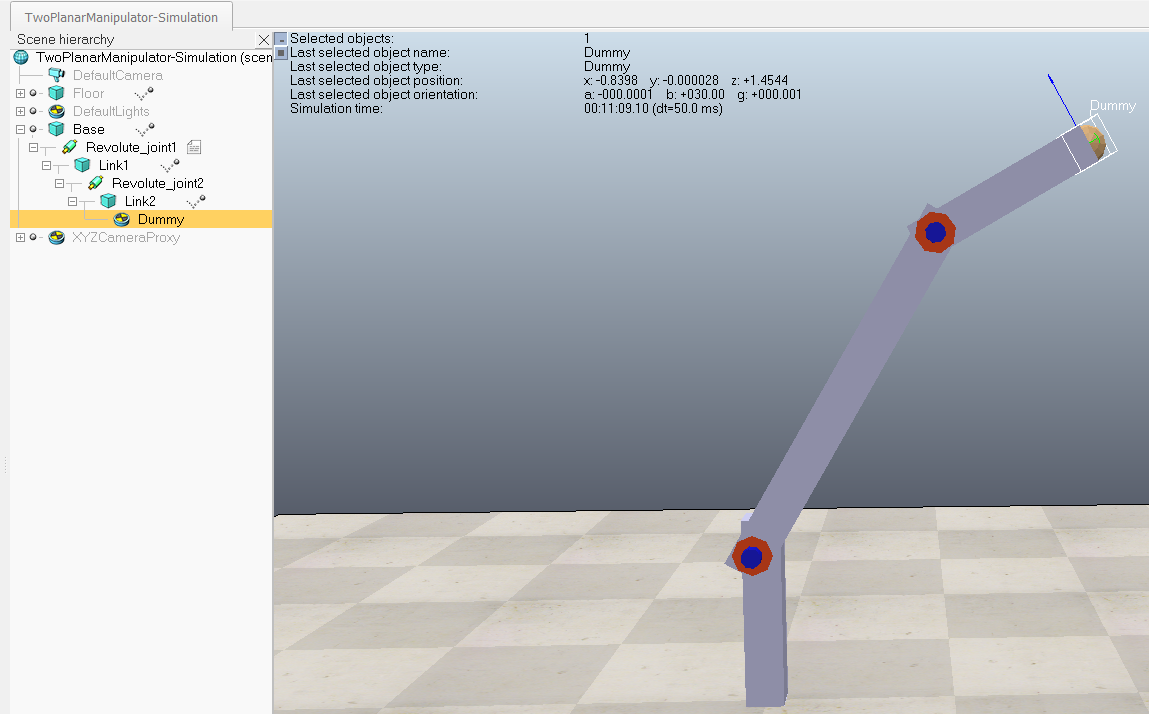 TwoPlanarManipulator-Simulation
Scene hierarchy
TwoPlanarManipulator-Simulation (scen
DefaultCamera
Floor
DefaultLights
Base
Revolute_joint1
Link1
Revolute_joint2
Link2
Dummy
XYZCameraProxy
Selected objects: 1
Last selected object name: Dummy
Last selected object type: Dummy
Last selected object position: x: -0.8398 y: -0.000028 z: +1.4544
Last selected object orientation: a: -000.0001 b: +030.00 g: +000.001
Simulation time: 00:11:09.10 (dt=50.0 ms)
Dummy